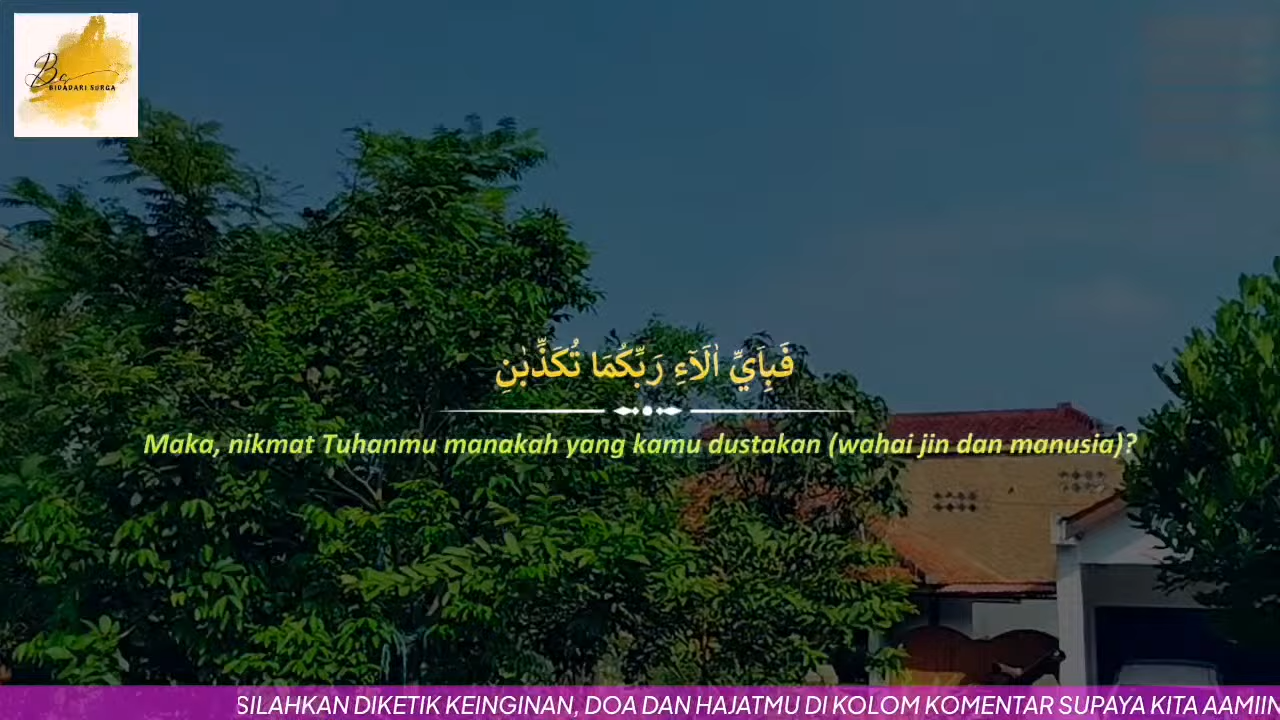 Bs
BIDADARI SURGA
فَبِاَيِّ اٰلَاۤءِ رَبِّكُمَا تُكَذِّبٰنِ
Maka, nikmat Tuhanmu manakah yang kamu dustakan (wahai jin dan manusia)?
SILAHKAN DIKETIK KEINGINAN, DOA DAN HAJATMU DI KOLOM KOMENTAR SUPAYA KITA AAMIIN